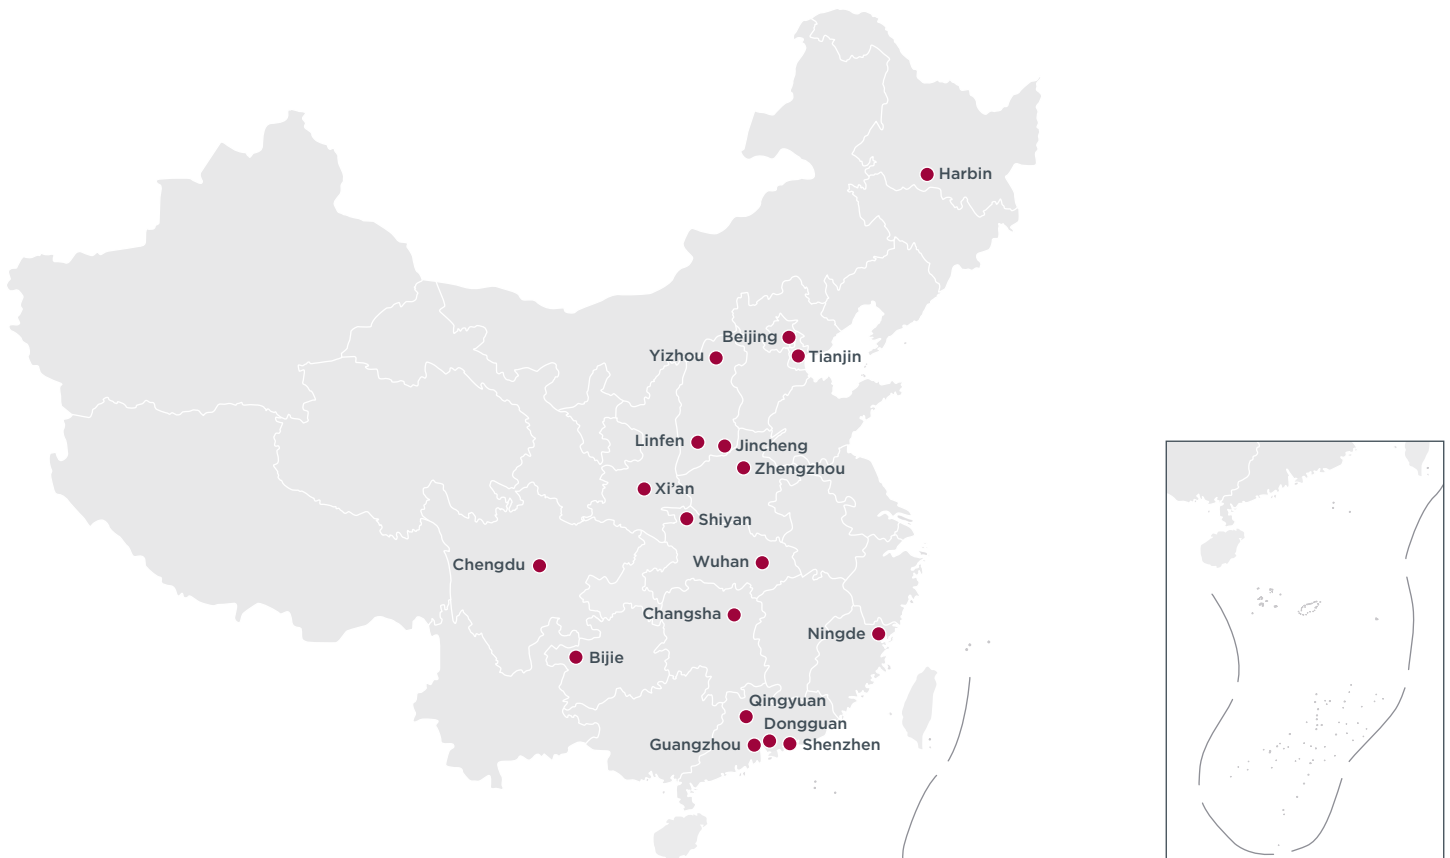 Harbin
Beijing
Yizhou
Tianjin
Linfen
Jincheng
Zhengzhou
Xi’an
Shiyan
Wuhan
Chengdu
Changsha
Ningde
Bijie
Qingyuan
Dongguan
Guangzhou
Shenzhen